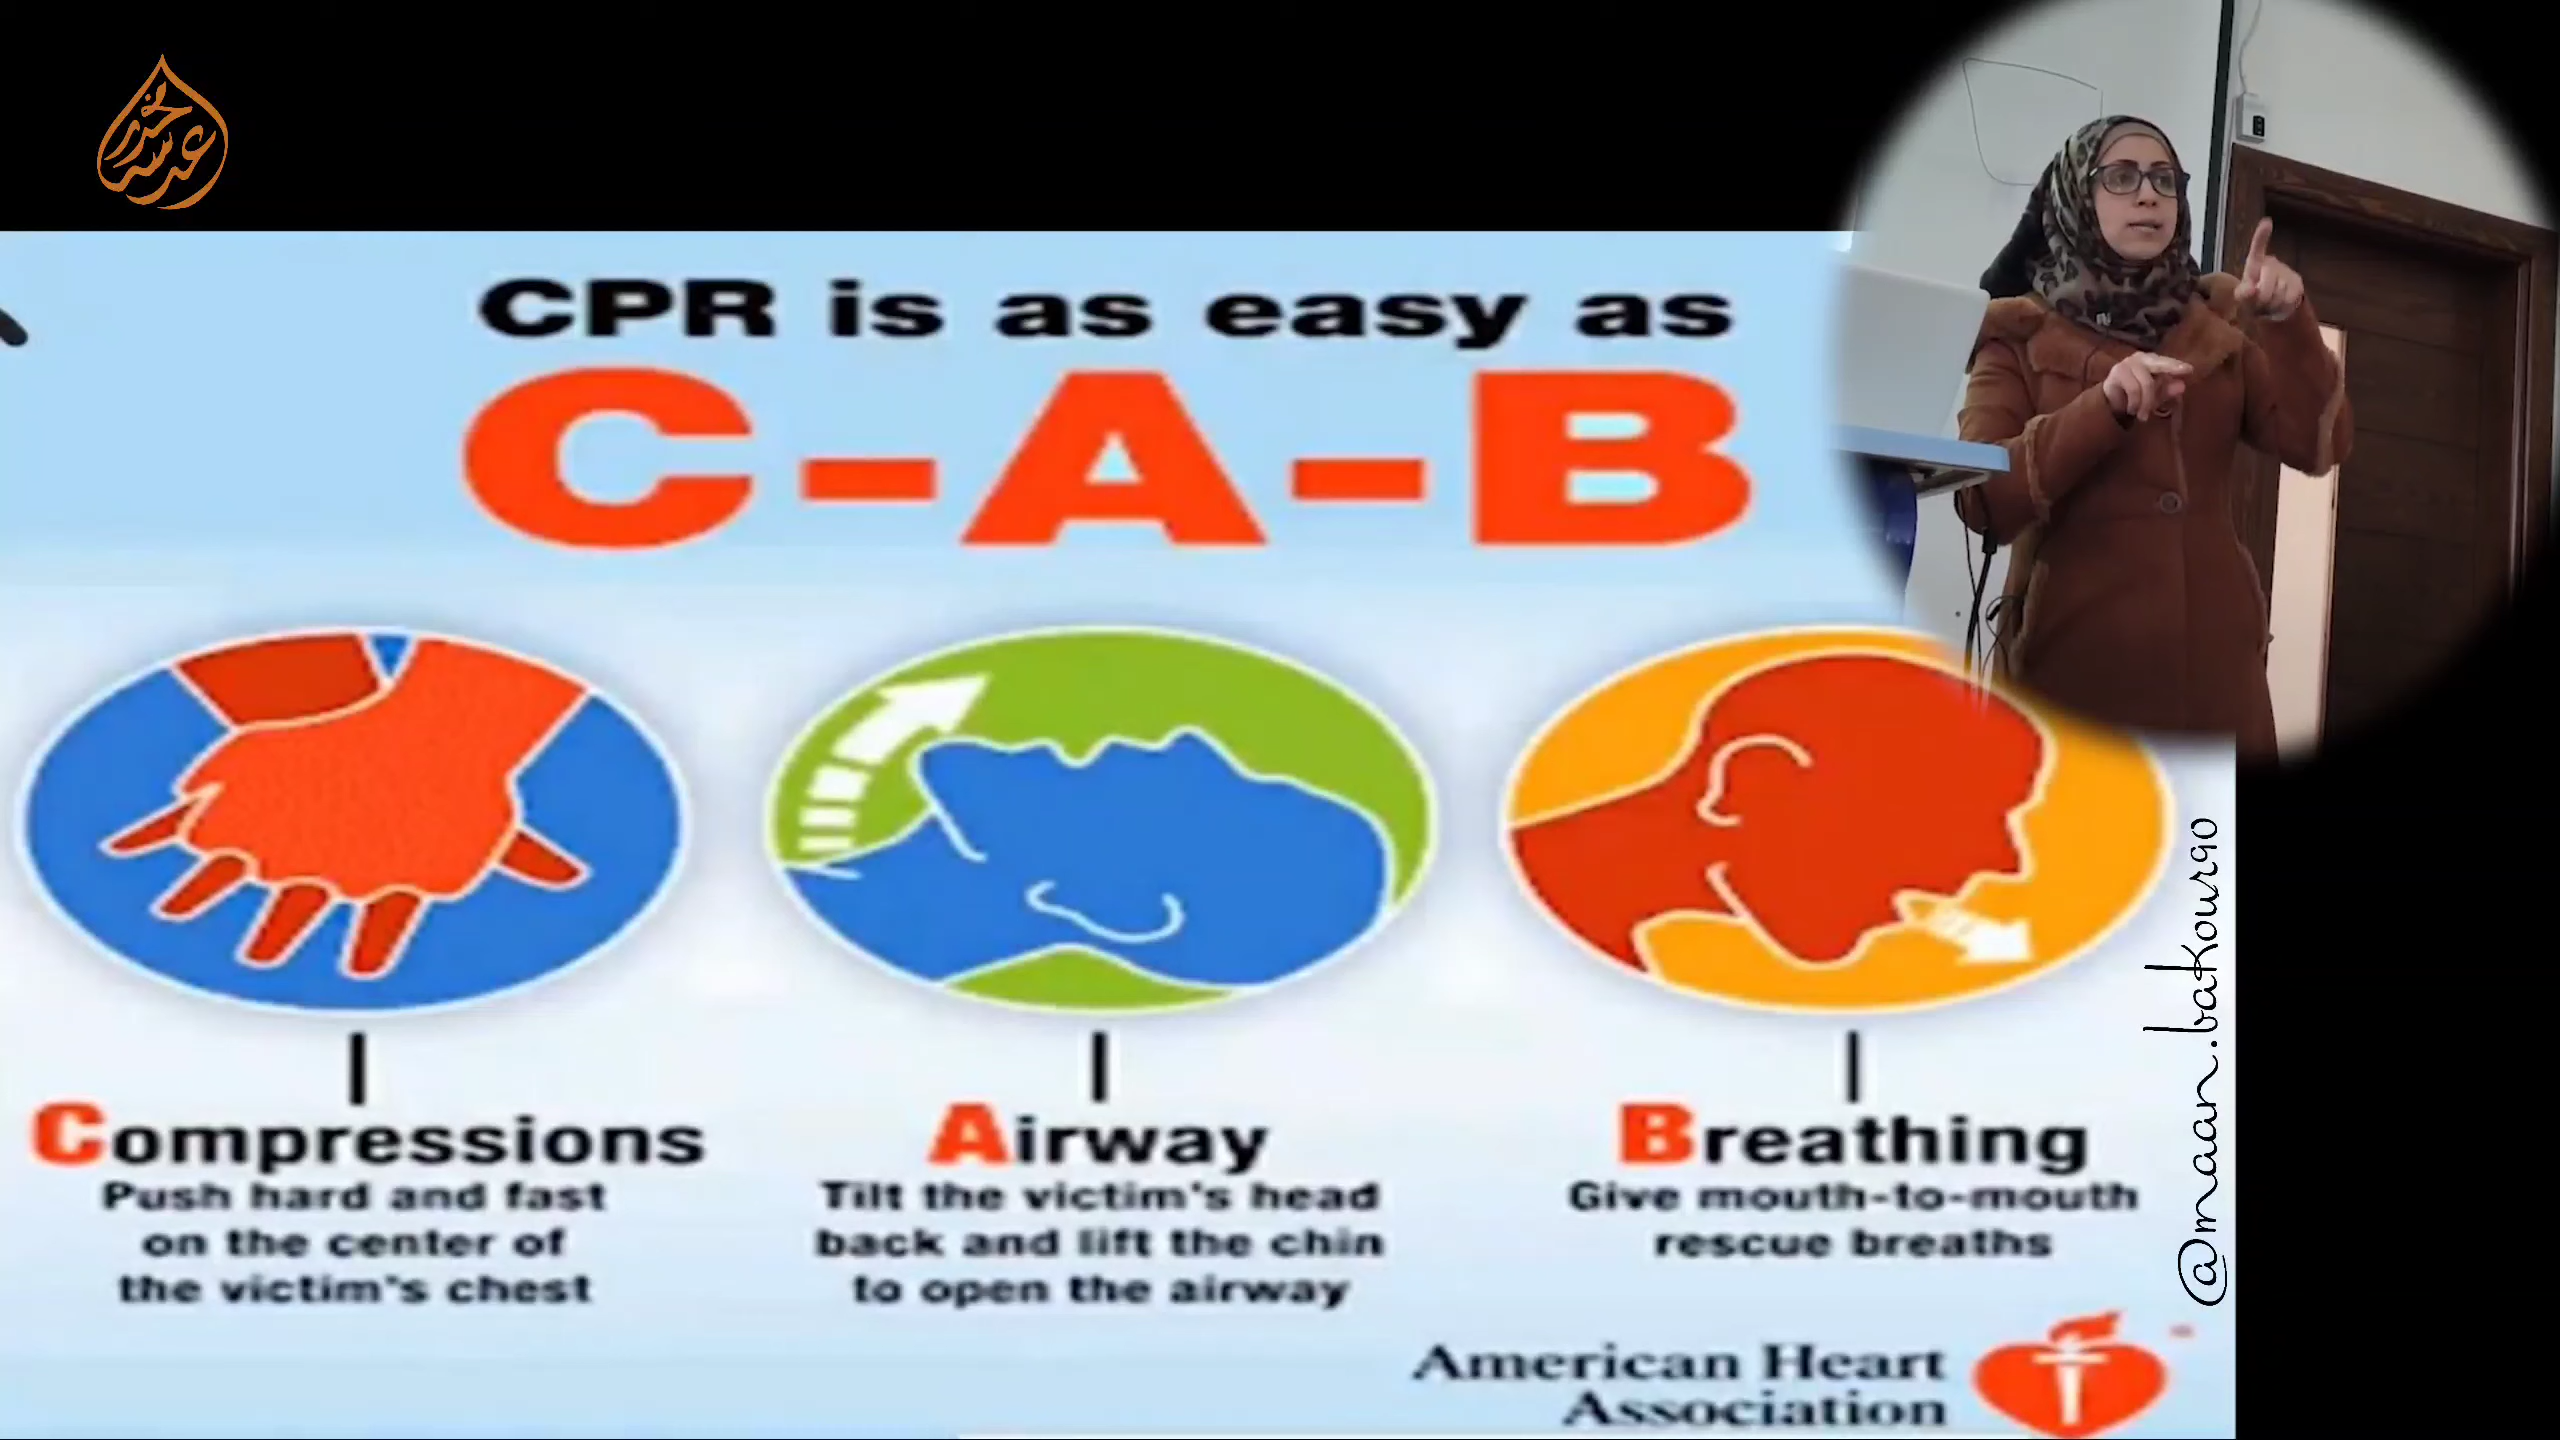 عدسة
CPR is as easy as
C-A-B
Compressions
Push hard and fast
on the center of
the victim's chest
Airway
Tilt the victim's head
back and lift the chin
to open the airway
Breathing
Give mouth-to-mouth
rescue breaths
American Heart
Association
@maan.bakour90